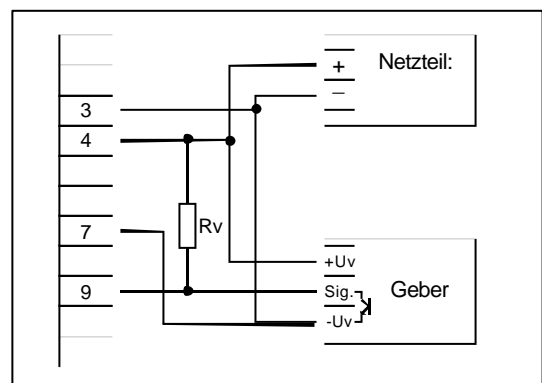 + Netzteil:
–
3
4
7 Rv
+Uv
9 Sig. Geber
-Uv